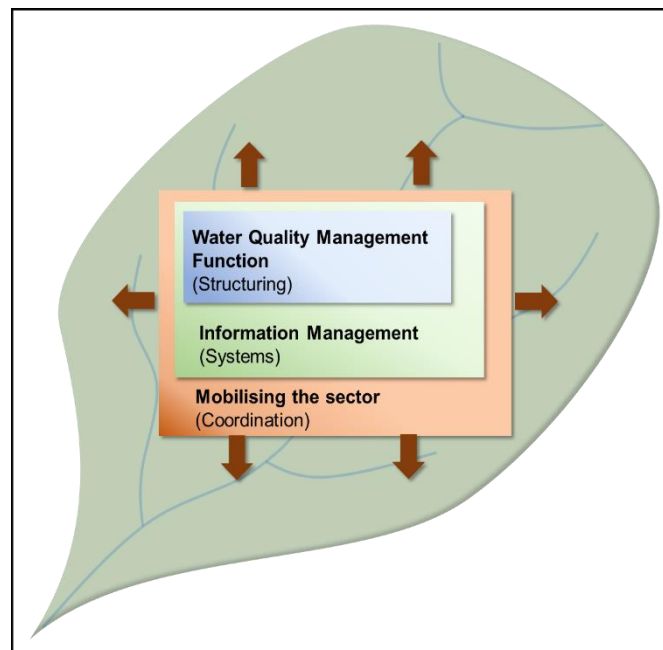 Water Quality Management
Function
(Structuring)
Information Management
(Systems)
Mobilising the sector
(Coordination)